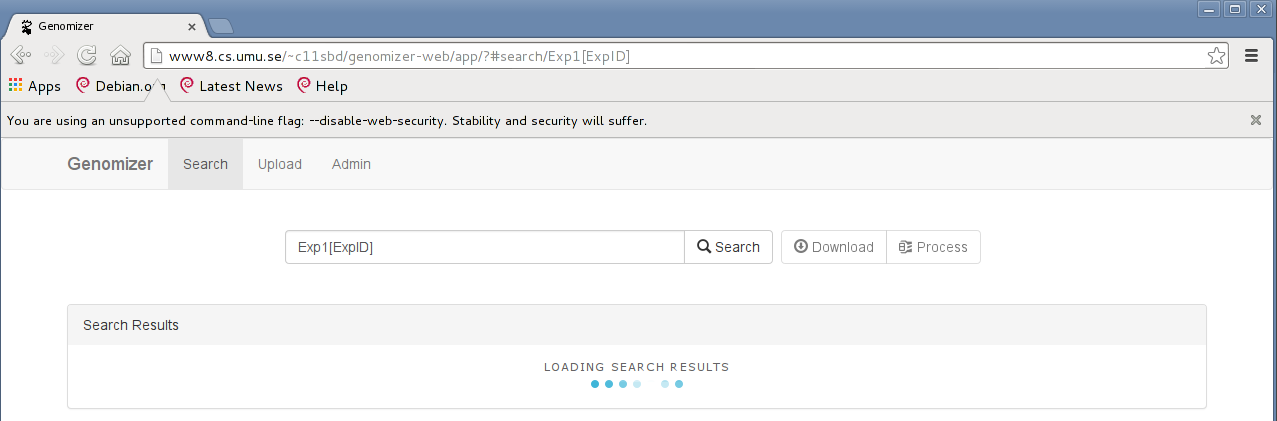 Genomizer
www8.cs.umu.se/~c11sbd/genomizer-web/app/?#search/Exp1[ExpID]
Apps Debian.org Latest News Help
You are using an unsupported command-line flag: --disable-web-security. Stability and security will suffer.
Genomizer Search Upload Admin
Exp1[ExpID] Search Download Process
Search Results
LOADING SEARCH RESULTS